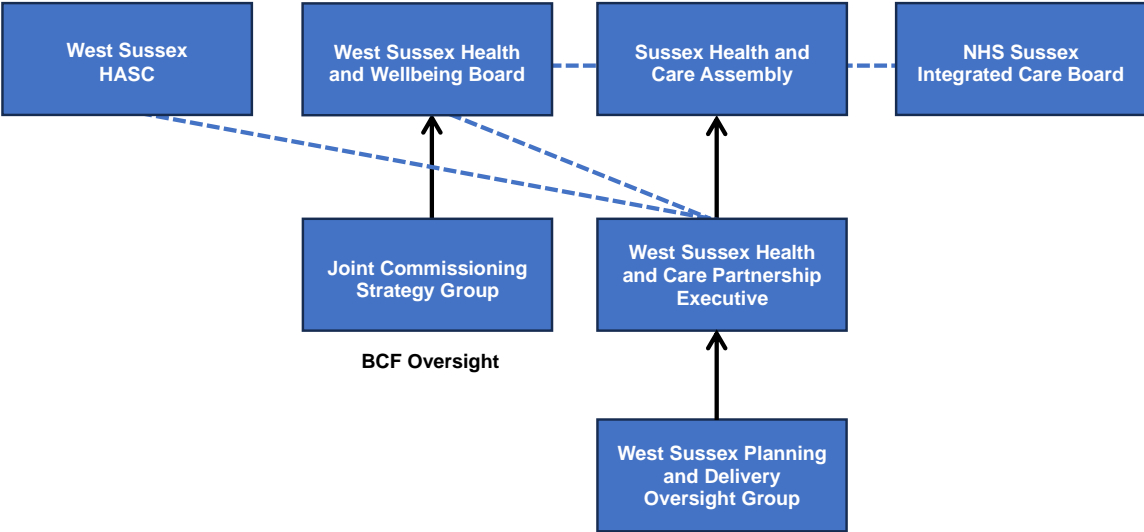 West Sussex
HASC
West Sussex Health
and Wellbeing Board
Sussex Health and
Care Assembly
NHS Sussex
Integrated Care Board
Joint Commissioning
Strategy Group
West Sussex Health
and Care Partnership
Executive
BCF Oversight
West Sussex Planning
and Delivery
Oversight Group